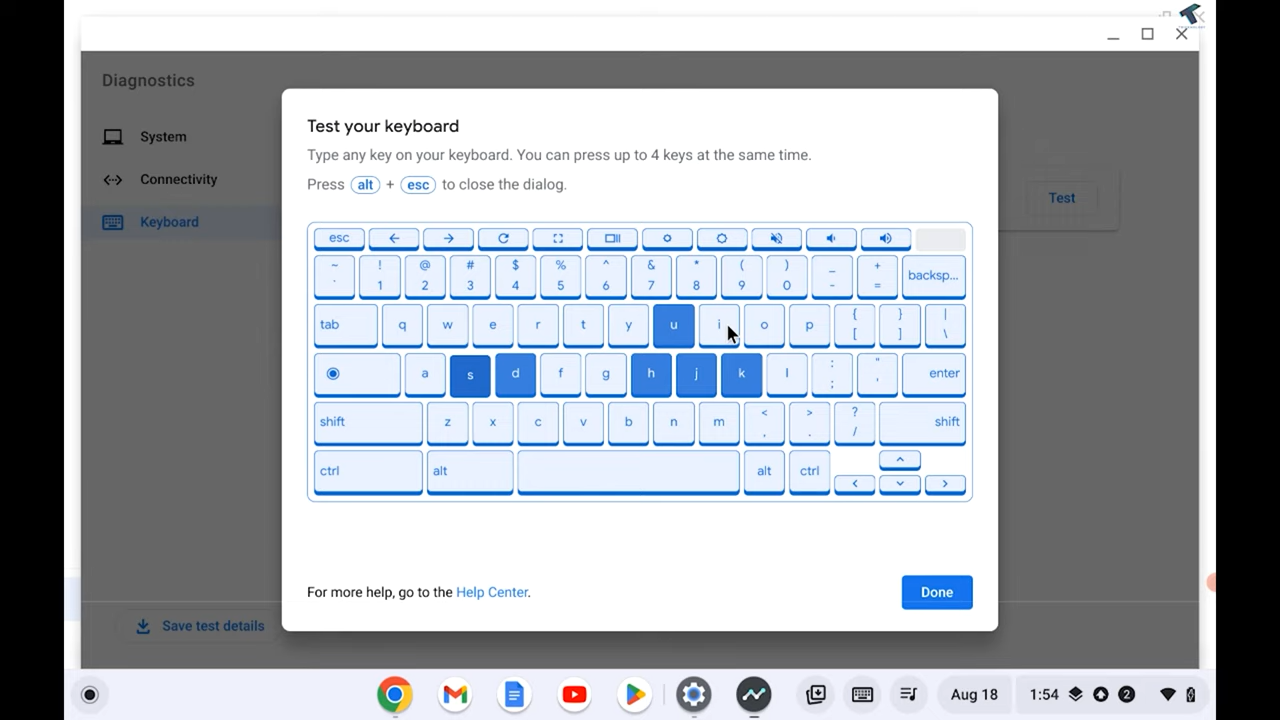 Diagnostics
System
Connectivity
Keyboard
Test
Test your keyboard
Type any key on your keyboard. You can press up to 4 keys at the same time.
Press alt + esc to close the dialog.
esc
~ ! @ # $ % ^ & * ( ) _ +
` 1 2 3 4 5 6 7 8 9 0 - = backsp...
tab q w e r t y u i o p { [ } ] | \
a s d f g h j k l : ; " ' enter
shift z x c v b n m < , > . ? / shift
ctrl alt alt ctrl
For more help, go to the Help Center.
Done
Save test details
Aug 18 1:54 2